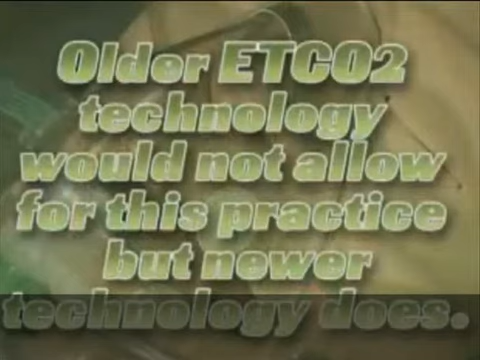 Older ETCO2
technology
would not allow
for this practice
but newer
technology does.